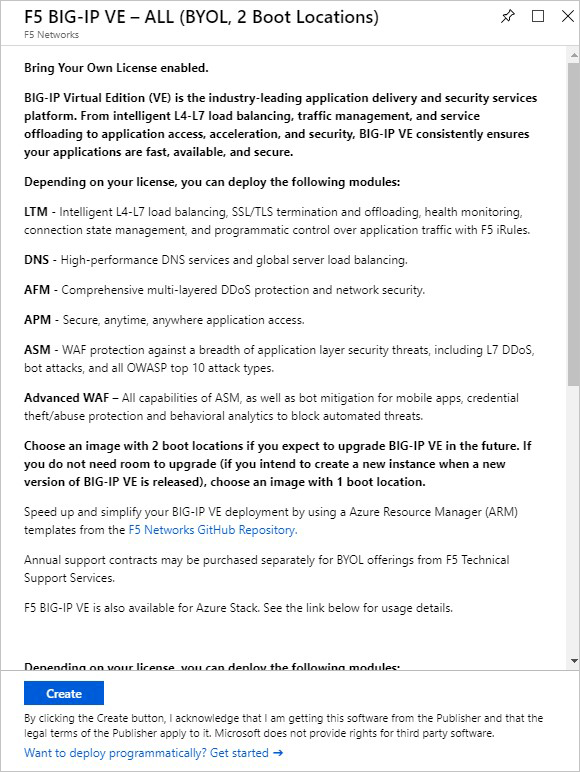 F5 BIG-IP VE – ALL (BYOL, 2 Boot Locations)
F5 Networks
Bring Your Own License enabled.
BIG-IP Virtual Edition (VE) is the industry-leading application delivery and security services
platform. From intelligent L4-L7 load balancing, traffic management, and service
offloading to application access, acceleration, and security, BIG-IP VE consistently ensures
your applications are fast, available, and secure.
Depending on your license, you can deploy the following modules:
LTM - Intelligent L4-L7 load balancing, SSL/TLS termination and offloading, health monitoring,
connection state management, and programmatic control over application traffic with F5 iRules.
DNS - High-performance DNS services and global server load balancing.
AFM - Comprehensive multi-layered DDoS protection and network security.
APM - Secure, anytime, anywhere application access.
ASM - WAF protection against a breadth of application layer security threats, including L7 DDoS,
bot attacks, and all OWASP top 10 attack types.
Advanced WAF – All capabilities of ASM, as well as bot mitigation for mobile apps, credential
theft/abuse protection and behavioral analytics to block automated threats.
Choose an image with 2 boot locations if you expect to upgrade BIG-IP VE in the future. If
you do not need room to upgrade (if you intend to create a new instance when a new
version of BIG-IP VE is released), choose an image with 1 boot location.
Speed up and simplify your BIG-IP VE deployment by using a Azure Resource Manager (ARM)
templates from the F5 Networks GitHub Repository.
Annual support contracts may be purchased separately for BYOL offerings from F5 Technical
Support Services.
F5 BIG-IP VE is also available for Azure Stack. See the link below for usage details.
Depending on your license, you can deploy the following modules:
Create
By clicking the Create button, I acknowledge that I am getting this software from the Publisher and that the
legal terms of the Publisher apply to it. Microsoft does not provide rights for third party software.
Want to deploy programmatically? Get started →